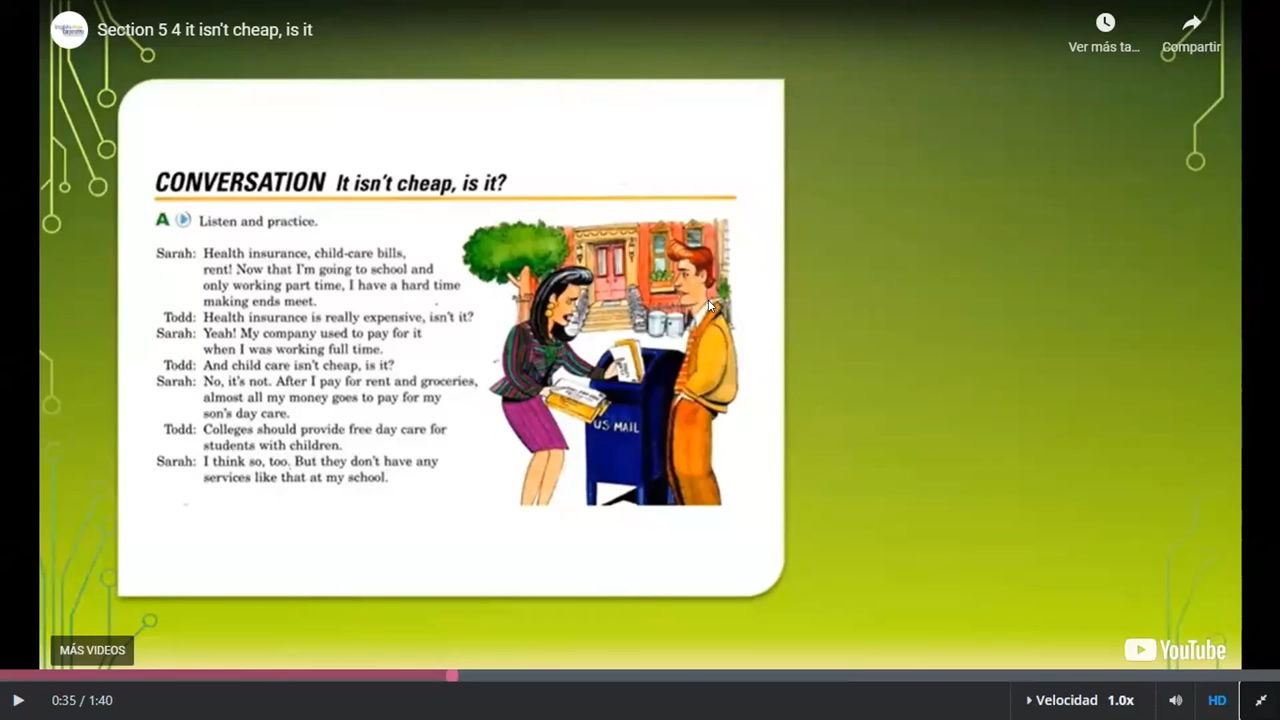 Section 5 4 it isn't cheap, is it
Ver más ta...
Compartir
CONVERSATION It isn't cheap, is it?
A Listen and practice.
Sarah: Health insurance, child-care bills,
rent! Now that I'm going to school and
only working part time, I have a hard time
making ends meet.
Todd: Health insurance is really expensive, isn't it?
Sarah: Yeah! My company used to pay for it
when I was working full time.
Todd: And child care isn't cheap, is it?
Sarah: No, it's not. After I pay for rent and groceries,
almost all my money goes to pay for my
son's day care.
Todd: Colleges should provide free day care for
students with children.
Sarah: I think so, too. But they don't have any
services like that at my school.
US MAIL
MÁS VIDEOS
YouTube
0:35 / 1:40
Velocidad 1.0x
HD